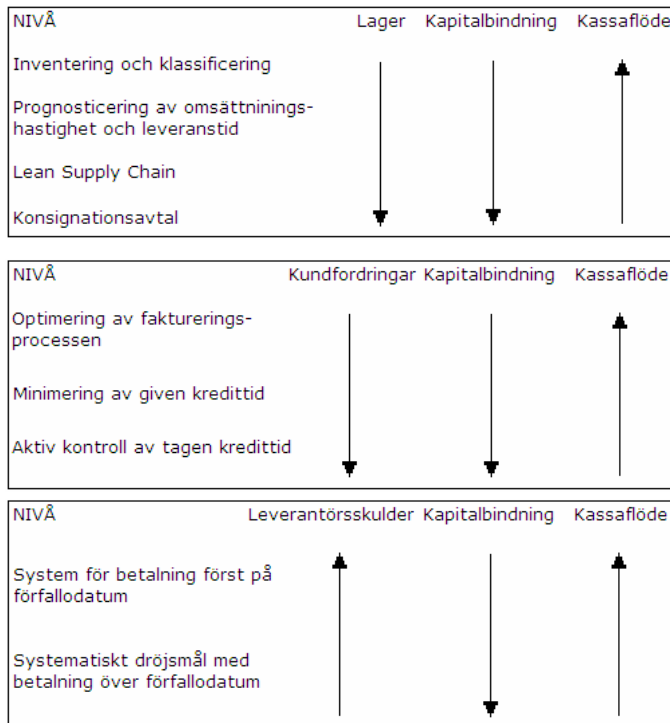 NIVÅ Lager Kapitalbindning Kassaflöde
Inventering och klassificering
Prognosticering av omsättninings-
hastighet och leveranstid
Lean Supply Chain
Konsignationsavtal
NIVÅ Kundfordringar Kapitalbindning Kassaflöde
Optimering av fakturerings-
processen
Minimering av given kredittid
Aktiv kontroll av tagen kredittid
NIVÅ Leverantörsskulder Kapitalbindning Kassaflöde
System för betalning först på
förfallodatum
Systematiskt dröjsmål med
betalning över förfallodatum